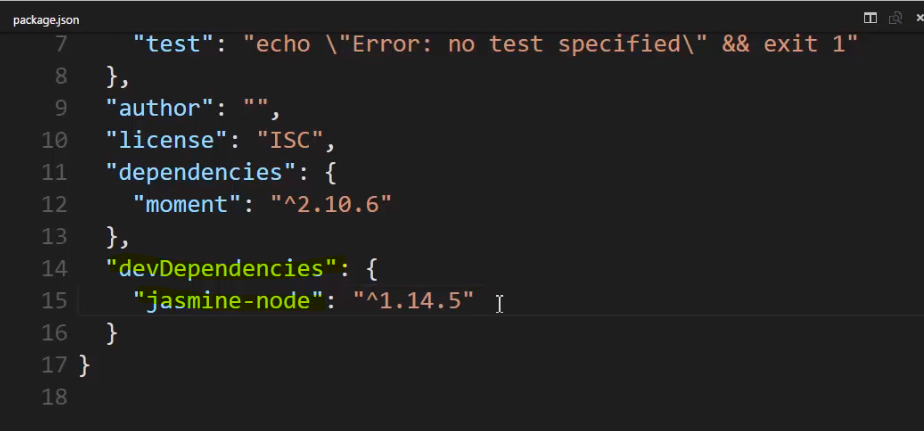 package.json
7 "test": "echo \"Error: no test specified\" && exit 1"
8 },
9 "author": "",
10 "license": "ISC",
11 "dependencies": {
12 "moment": "^2.10.6"
13 },
14 "devDependencies": {
15 "jasmine-node": "^1.14.5"
16 }
17 }
18